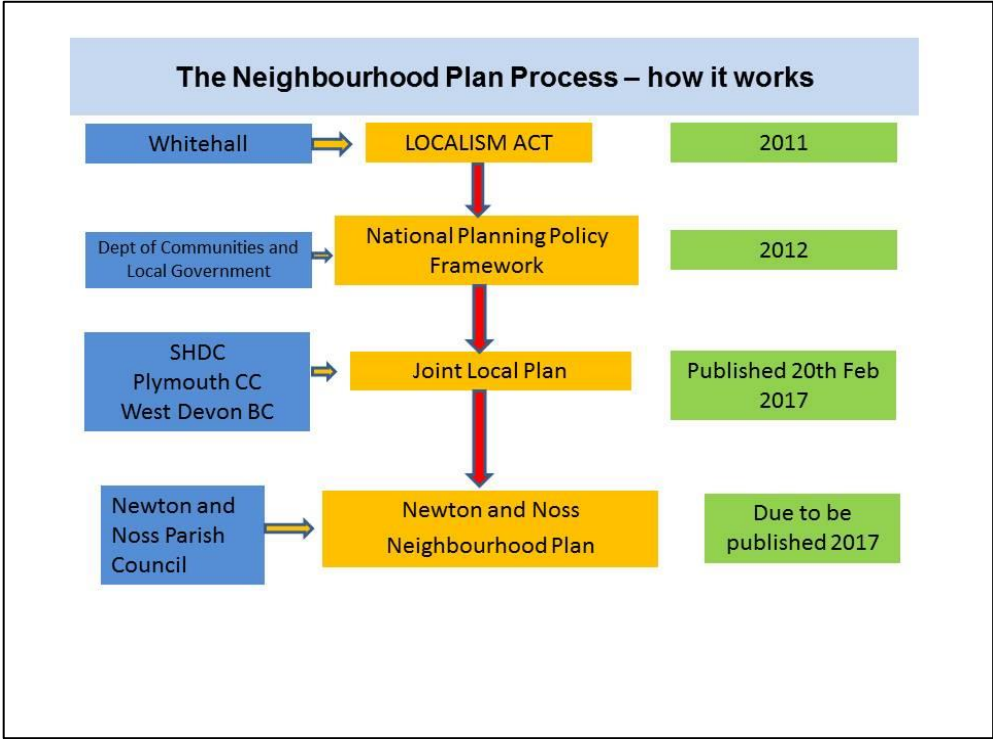 The Neighbourhood Plan Process – how it works
Whitehall
LOCALISM ACT
2011
Dept of Communities and
Local Government
National Planning Policy
Framework
2012
SHDC
Plymouth CC
West Devon BC
Joint Local Plan
Published 20th Feb
2017
Newton and
Noss Parish
Council
Newton and Noss
Neighbourhood Plan
Due to be
published 2017